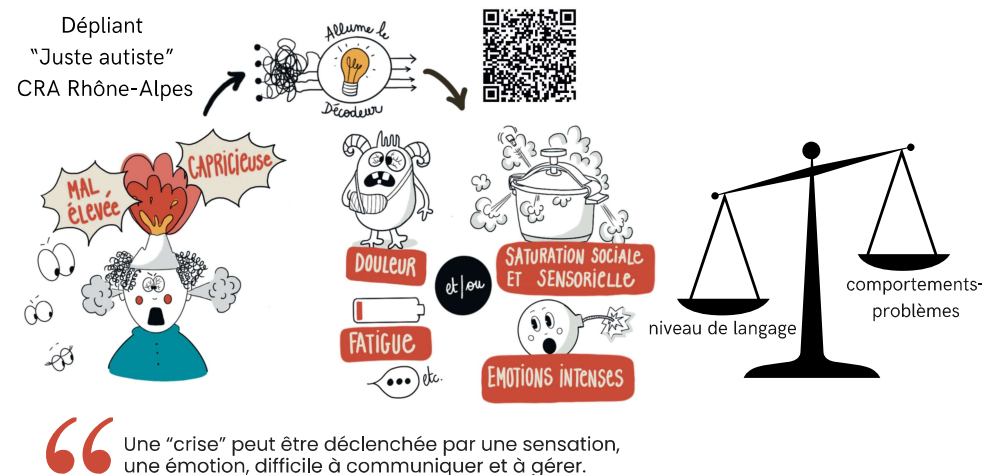 Dépliant
“Juste autiste”
CRA Rhône-Alpes
Allume le
Décodeur
MAL
élevée
CAPRICIEUSE
DOULEUR
et/ou
SATURATION SOCIALE
ET SENSORIELLE
FATIGUE
etc.
EMOTIONS INTENSES
niveau de langage
comportements-
problèmes
Une “crise” peut être déclenchée par une sensation,
une émotion, difficile à communiquer et à gérer.